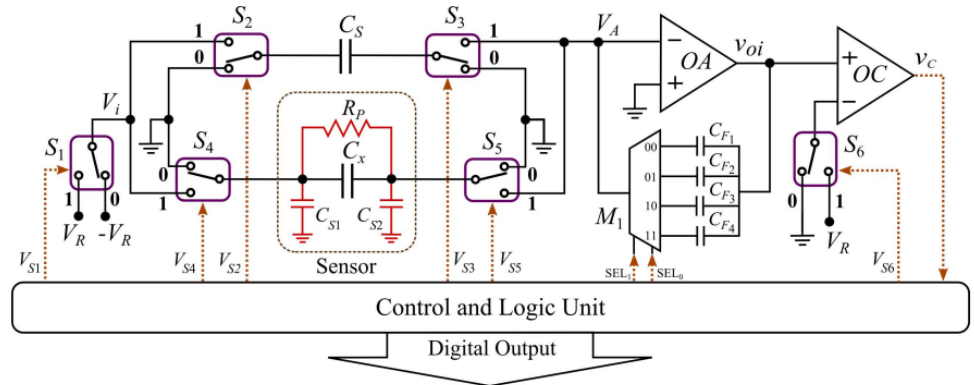 S2
CS
S3
1
0
1
0
VA
OA
−
+
voi
OC
+
−
vC
Vi
S1
1
0
VR
-VR
S4
0
1
RP
Cx
CS1
CS2
Sensor
S5
0
1
M1
00
01
10
11
CF1
CF2
CF3
CF4
S6
0
1
VR
VS1
VS4
VS2
VS3
VS5
SEL1
SEL0
VS6
Control and Logic Unit
Digital Output